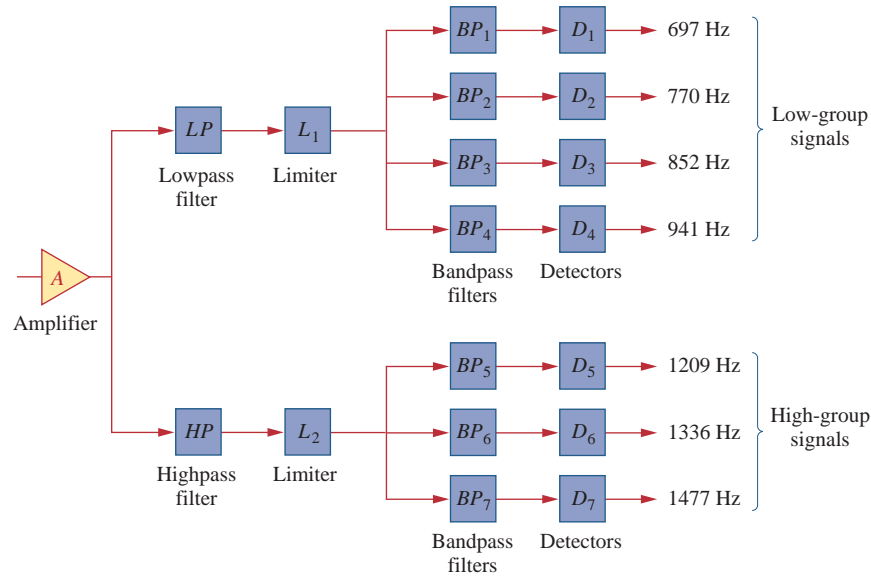 BP1 D1 697 Hz
BP2 D2 770 Hz
Low-group
signals
LP L1
Lowpass
filter
Limiter
BP3 D3 852 Hz
BP4 D4 941 Hz
Bandpass
filters
Detectors
A
Amplifier
BP5 D5 1209 Hz
HP L2
Highpass
filter
Limiter
BP6 D6 1336 Hz
High-group
signals
BP7 D7 1477 Hz
Bandpass
filters
Detectors